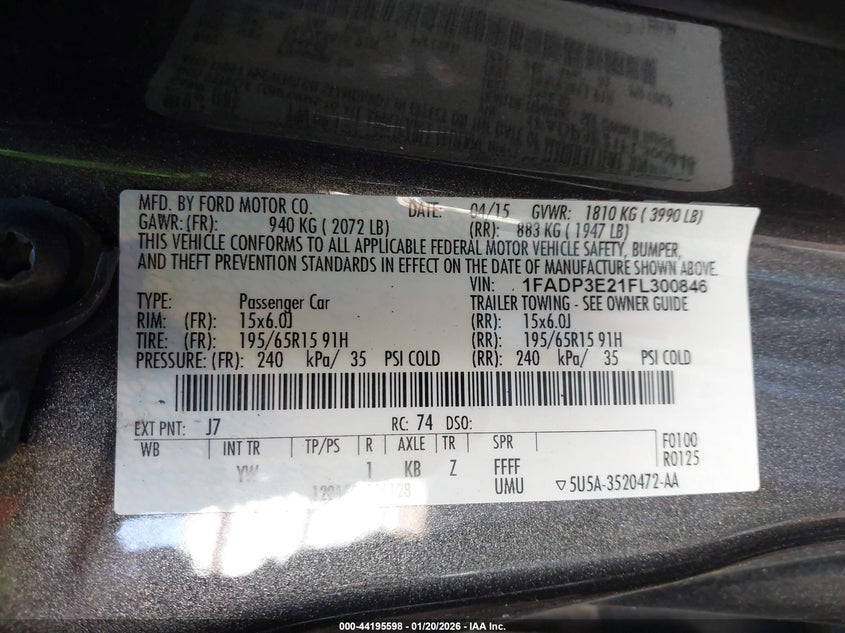 MFD. BY FORD MOTOR CO. DATE: 04/15 GVWR: 1810 KG ( 3990 LB)
GAWR: (FR): 940 KG ( 2072 LB) (RR): 883 KG ( 1947 LB)
THIS VEHICLE CONFORMS TO ALL APPLICABLE FEDERAL MOTOR VEHICLE SAFETY, BUMPER,
AND THEFT PREVENTION STANDARDS IN EFFECT ON THE DATE OF MANUFACTURE SHOWN ABOVE.
VIN: 1FADP3E21FL300846
TYPE: Passenger Car TRAILER TOWING - SEE OWNER GUIDE
RIM: (FR): 15x6.0J (RR): 15x6.0J
TIRE: (FR): 195/65R15 91H (RR): 195/65R15 91H
PRESSURE: (FR): 240 kPa/ 35 PSI COLD (RR): 240 kPa/ 35 PSI COLD
EXT PNT: J7 RC: 74 DSO:
WB INT TR TP/PS R AXLE TR SPR F0100
YW 1 KB Z FFFF R0125
UMU ▽5U5A-3520472-AA
000-44195598 - 01/20/2026 - IAA Inc.